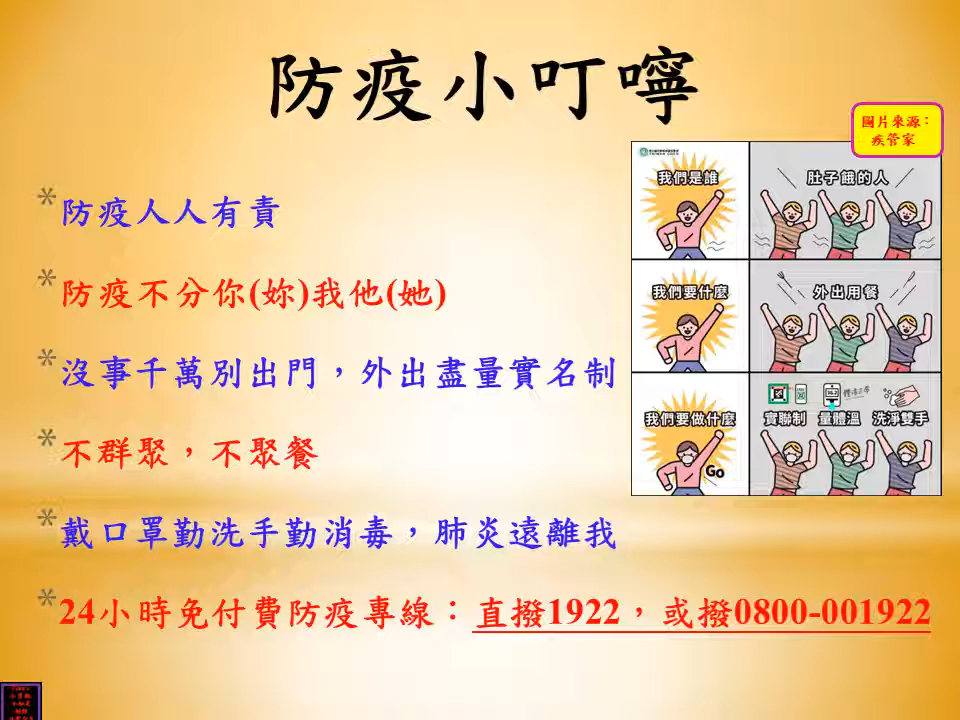 防疫小叮嚀
圖片來源：
疾管家
*防疫人人有責
*防疫不分你(妳)我他(她)
*沒事千萬別出門，外出盡量實名制
*不群聚，不聚餐
*戴口罩勤洗手勤消毒，肺炎遠離我
*24小時免付費防疫專線：直撥1922，或撥0800-001922
我們是誰
肚子餓的人
我們要什麼
外出用餐
我們要做什麼
Go
實聯制
量體溫
洗淨雙手